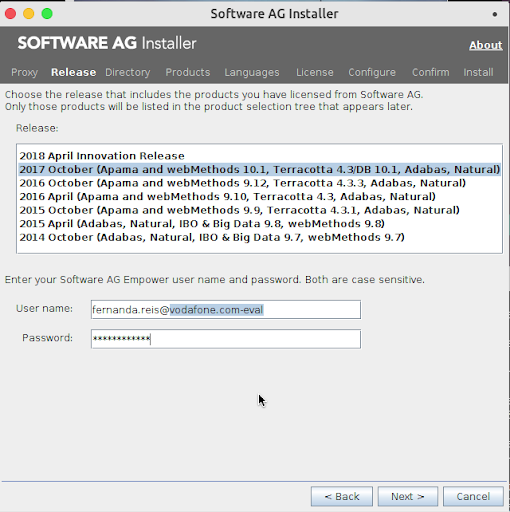 Software AG Installer
SOFTWARE AG Installer
About
Proxy Release Directory Products Languages License Configure Confirm Install
Choose the release that includes the products you have licensed from Software AG.
Only those products will be listed in the product selection tree that appears later.
Release:
2018 April Innovation Release
2017 October (Apama and webMethods 10.1, Terracotta 4.3/DB 10.1, Adabas, Natural)
2016 October (Apama and webMethods 9.12, Terracotta 4.3.3, Adabas, Natural)
2016 April (Apama and webMethods 9.10, Terracotta 4.3, Adabas, Natural)
2015 October (Apama and webMethods 9.9, Terracotta 4.3.1, Adabas, Natural)
2015 April (Adabas, Natural, IBO & Big Data 9.8, webMethods 9.8)
2014 October (Adabas, Natural, IBO & Big Data 9.7, webMethods 9.7)
Enter your Software AG Empower user name and password. Both are case sensitive.
User name: fernanda.reis@vodafone.com-eval
Password: ************
< Back Next > Cancel